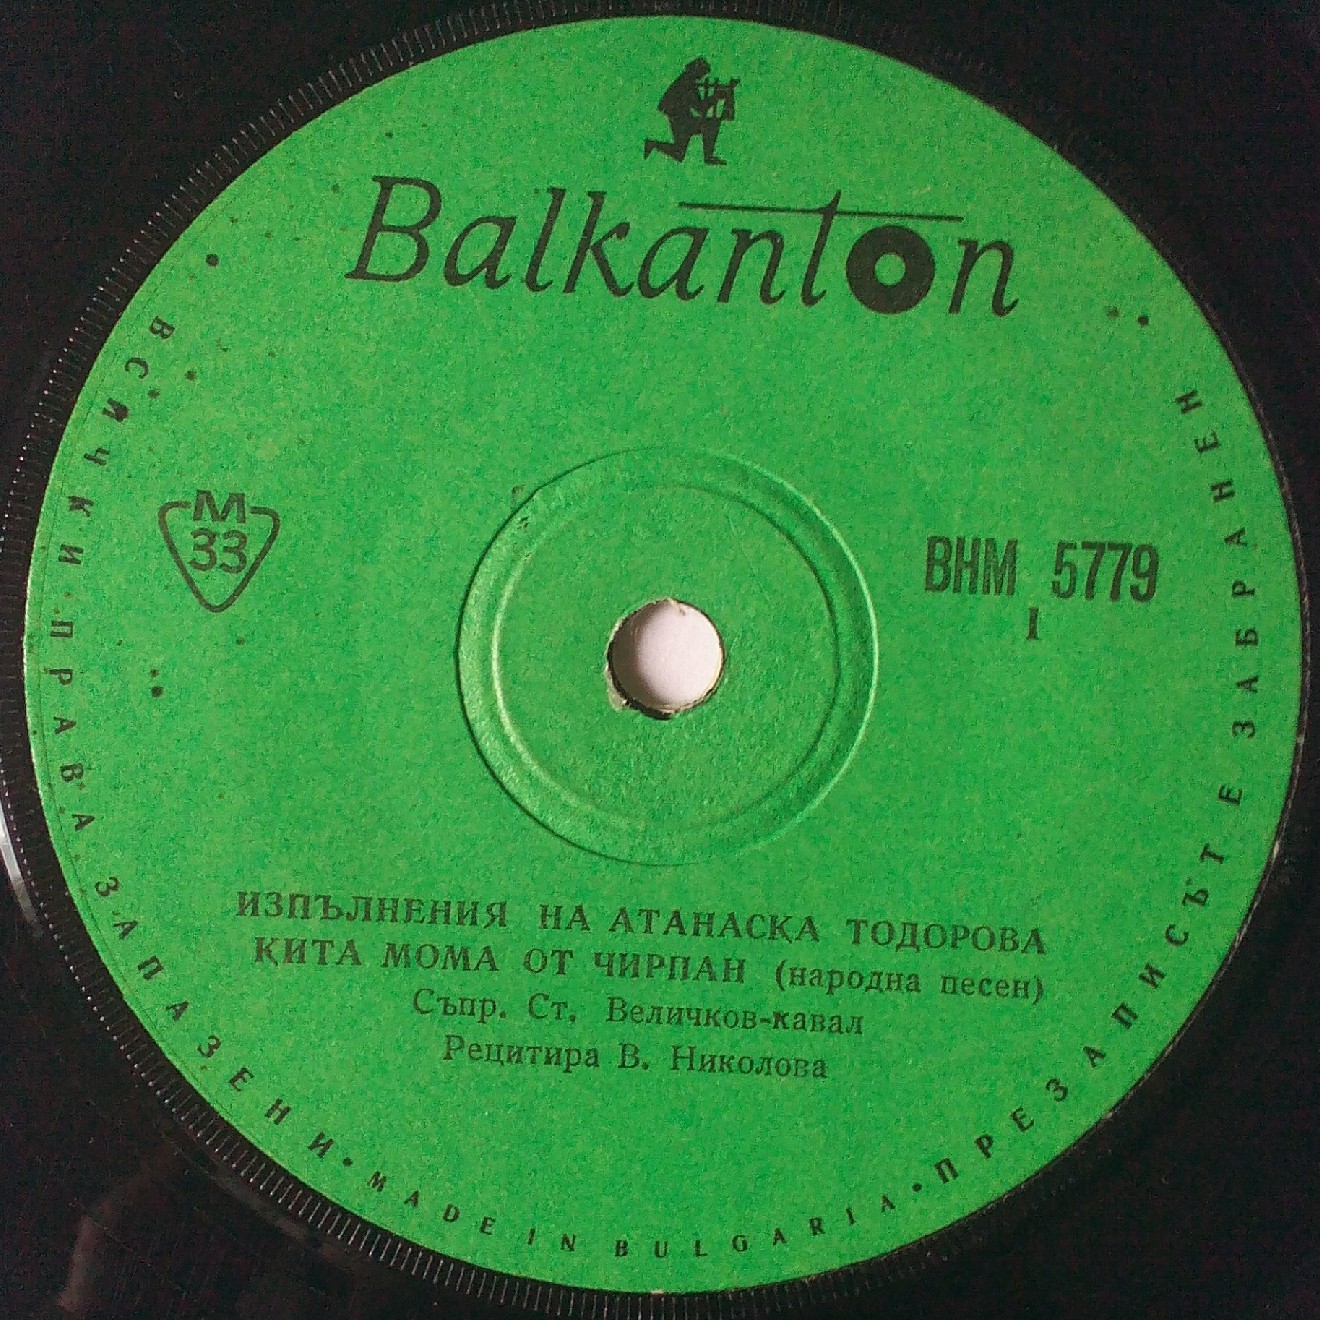 Balkanton
М
33
ВНМ 5779
I
ИЗПЪЛНЕНИЯ НА АТАНАСКА ТОДОРОВА
КИТА МОМА ОТ ЧИРПАН (народна песен)
Съпр. Ст. Величков-кавал
Рецитира В. Николова
ВСИЧКИ ПРАВА ЗАПАЗЕНИ • MADE IN BULGARIA • ПРЕЗАПИСЪТ Е ЗАБРАНЕН